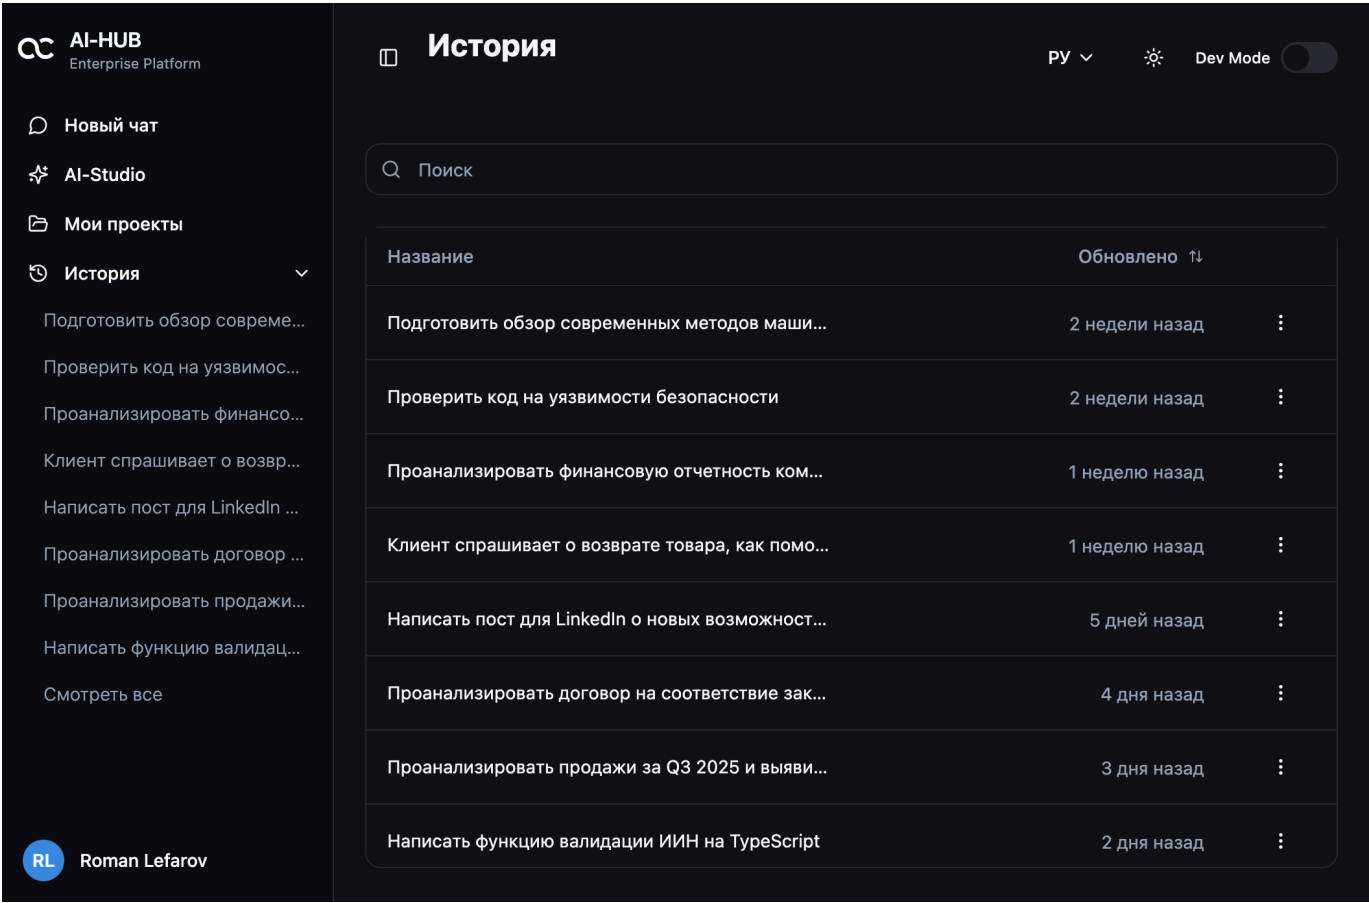 AI-HUB
Enterprise Platform
Новый чат
AI-Studio
Мои проекты
История
Подготовить обзор совреме...
Проверить код на уязвимос...
Проанализировать финансо...
Клиент спрашивает о возвр...
Написать пост для LinkedIn ...
Проанализировать договор ...
Проанализировать продажи...
Написать функцию валидац...
Смотреть все
RL Roman Lefarov
История
РУ Dev Mode
Поиск
Название Обновлено
Подготовить обзор современных методов маши... 2 недели назад
Проверить код на уязвимости безопасности 2 недели назад
Проанализировать финансовую отчетность ком... 1 неделю назад
Клиент спрашивает о возврате товара, как помо... 1 неделю назад
Написать пост для LinkedIn о новых возможност... 5 дней назад
Проанализировать договор на соответствие зак... 4 дня назад
Проанализировать продажи за Q3 2025 и выяви... 3 дня назад
Написать функцию валидации ИИН на TypeScript 2 дня назад